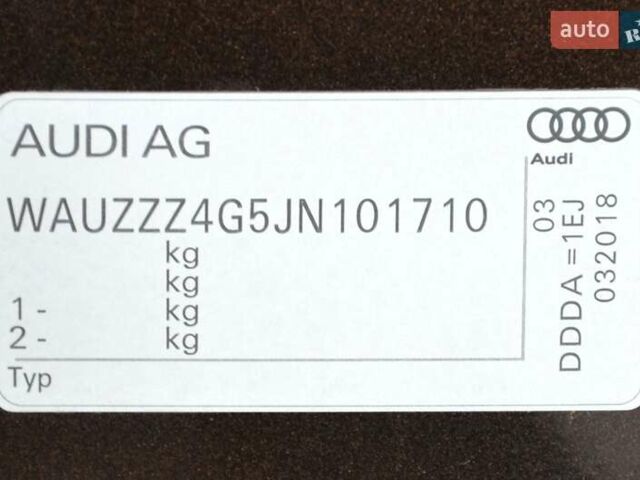 auto
AUDI AG
Audi
WAUZZZ4G5JN101710
kg
kg
1 - kg
2 - kg
Typ
03
DDDA =1EJ
032018